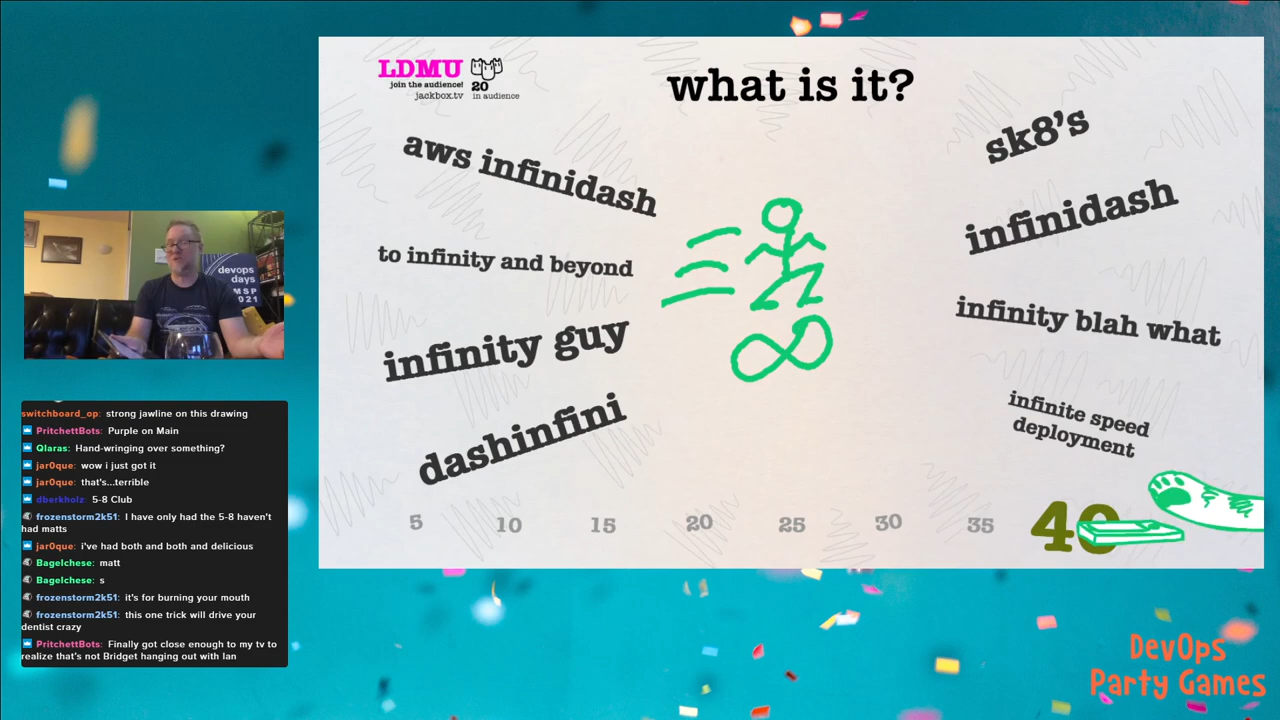 LDMU
join the audience!
jackbox.tv
20
in audience
what is it?
aws infinidash
to infinity and beyond
infinity guy
dashinfini
sk8's
infinidash
infinity blah what
infinite speed
deployment
5 10 15 20 25 30 35 40
devops
days
MSP
switchboard_op: strong jawline on this drawing
PritchettBots: Purple on Main
Qlaras: Hand-wringing over something?
jar0que: wow i just got it
jar0que: that's...terrible
dberkholz: 5-8 Club
frozenstorm2k51: I have only had the 5-8 haven't
had matts
jar0que: i've had both and both and delicious
Bagelchese: matt
Bagelchese: s
frozenstorm2k51: it's for burning your mouth
frozenstorm2k51: this one trick will drive your
dentist crazy
PritchettBots: Finally got close enough to my tv to
realize that's not Bridget hanging out with Ian
DevOps
Party Games